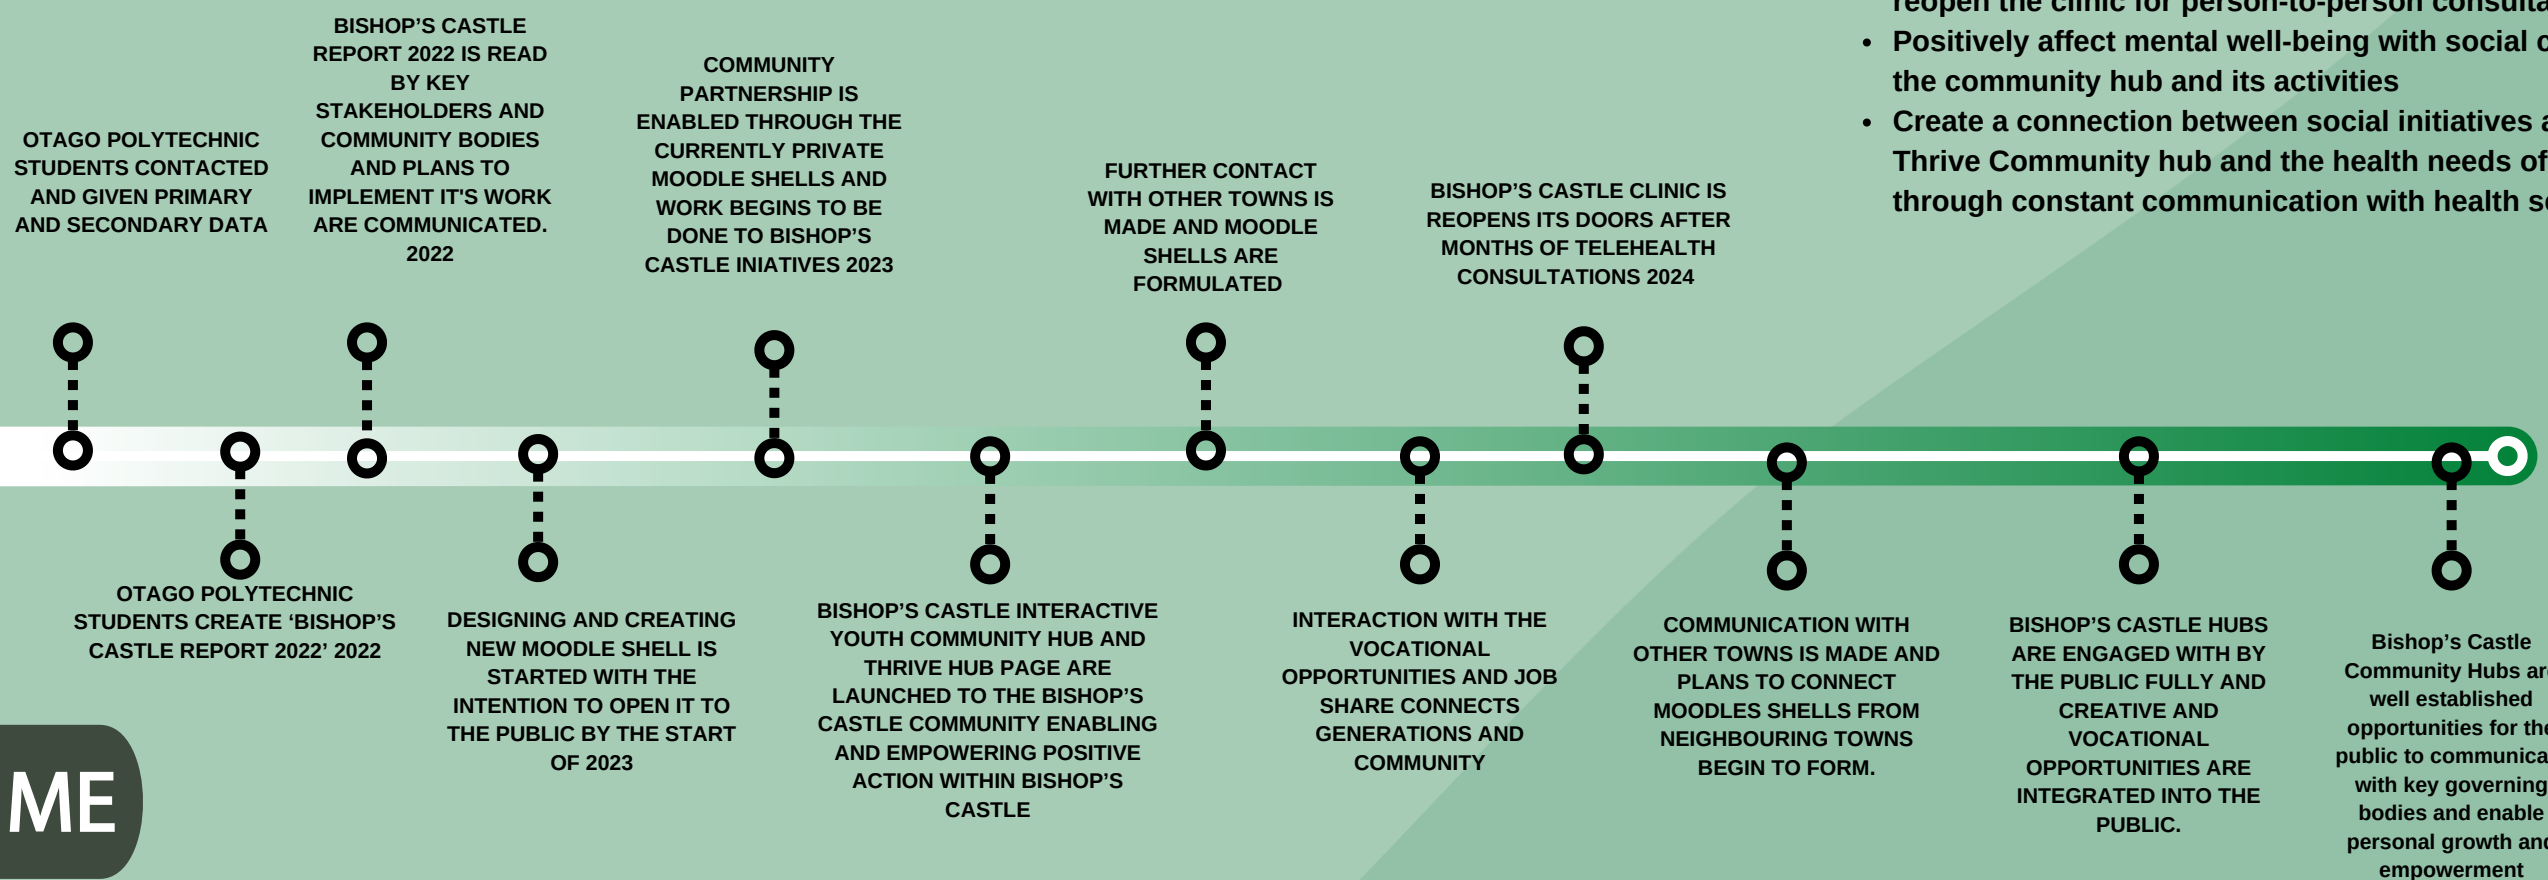 OTAGO POLYTECHNIC
STUDENTS CONTACTED
AND GIVEN PRIMARY
AND SECONDARY DATA
BISHOP’S CASTLE
REPORT 2022 IS READ
BY KEY
STAKEHOLDERS AND
COMMUNITY BODIES
AND PLANS TO
IMPLEMENT IT'S WORK
ARE COMMUNICATED.
2022
COMMUNITY
PARTNERSHIP IS
ENABLED THROUGH THE
CURRENTLY PRIVATE
MOODLE SHELLS AND
WORK BEGINS TO BE
DONE TO BISHOP’S
CASTLE INIATIVES 2023
FURTHER CONTACT
WITH OTHER TOWNS IS
MADE AND MOODLE
SHELLS ARE
FORMULATED
BISHOP’S CASTLE CLINIC IS
REOPENS ITS DOORS AFTER
MONTHS OF TELEHEALTH
CONSULTATIONS 2024
reopen the clinic for person-to-person
• Positively affect mental well-being with social
the community hub and its activities
• Create a connection between social initiatives
Thrive Community hub and the health needs of
through constant communication with health
OTAGO POLYTECHNIC
STUDENTS CREATE ‘BISHOP’S
CASTLE REPORT 2022’ 2022
DESIGNING AND CREATING
NEW MOODLE SHELL IS
STARTED WITH THE
INTENTION TO OPEN IT TO
THE PUBLIC BY THE START
OF 2023
BISHOP’S CASTLE INTERACTIVE
YOUTH COMMUNITY HUB AND
THRIVE HUB PAGE ARE
LAUNCHED TO THE BISHOP’S
CASTLE COMMUNITY ENABLING
AND EMPOWERING POSITIVE
ACTION WITHIN BISHOP’S
CASTLE
INTERACTION WITH THE
VOCATIONAL
OPPORTUNITIES AND JOB
SHARE CONNECTS
GENERATIONS AND
COMMUNITY
COMMUNICATION WITH
OTHER TOWNS IS MADE AND
PLANS TO CONNECT
MOODLES SHELLS FROM
NEIGHBOURING TOWNS
BEGIN TO FORM.
BISHOP’S CASTLE HUBS
ARE ENGAGED WITH BY
THE PUBLIC FULLY AND
CREATIVE AND
VOCATIONAL
OPPORTUNITIES ARE
INTEGRATED INTO THE
PUBLIC.
Bishop’s Castle
Community Hubs are
well established
opportunities for the
public to
with key governing
bodies and enable
personal growth and
empowerment
ME